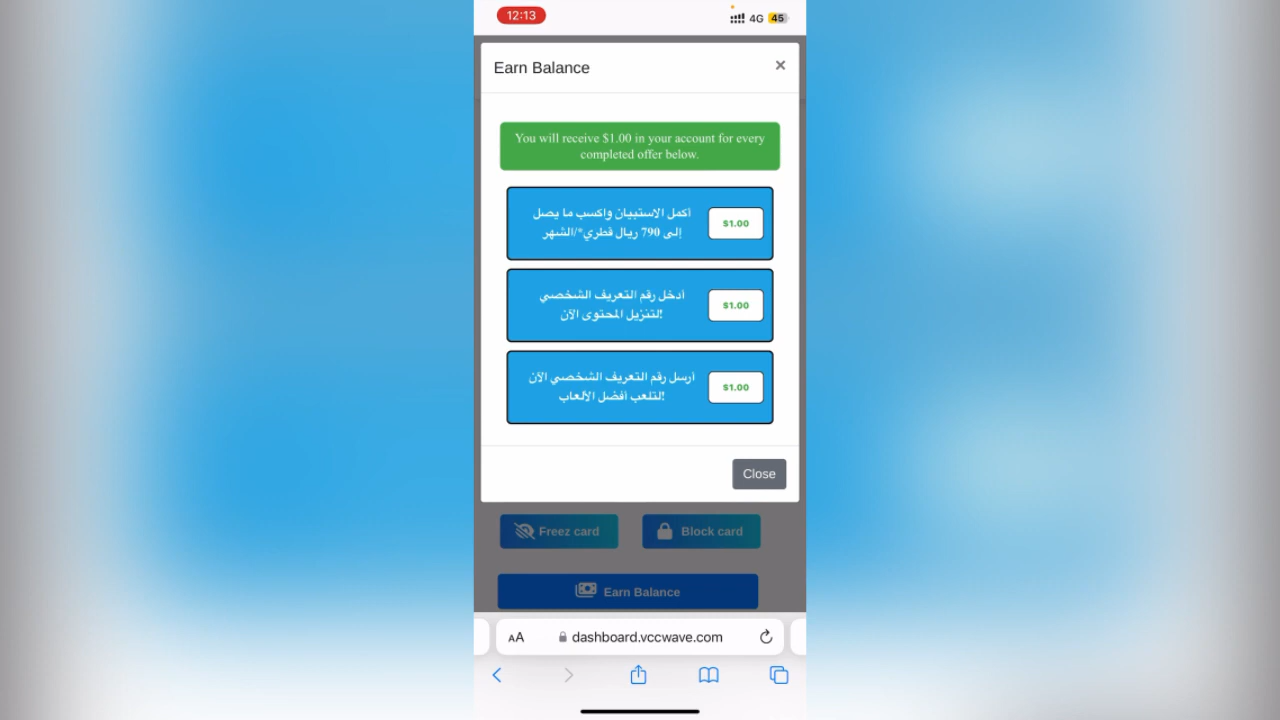 12:13
4G 45
Earn Balance
×
You will receive $1.00 in your account for every
completed offer below.
أكمل الاستبيان واكسب ما يصل
إلى 790 ريال قطري*/الشهر
$1.00
أدخل رقم التعريف الشخصي
لتنزيل المحتوى الآن!
$1.00
أرسل رقم التعريف الشخصي الآن
لتلعب أفضل الألعاب!
$1.00
Close
Freez card
Block card
Earn Balance
AA
dashboard.vccwave.com